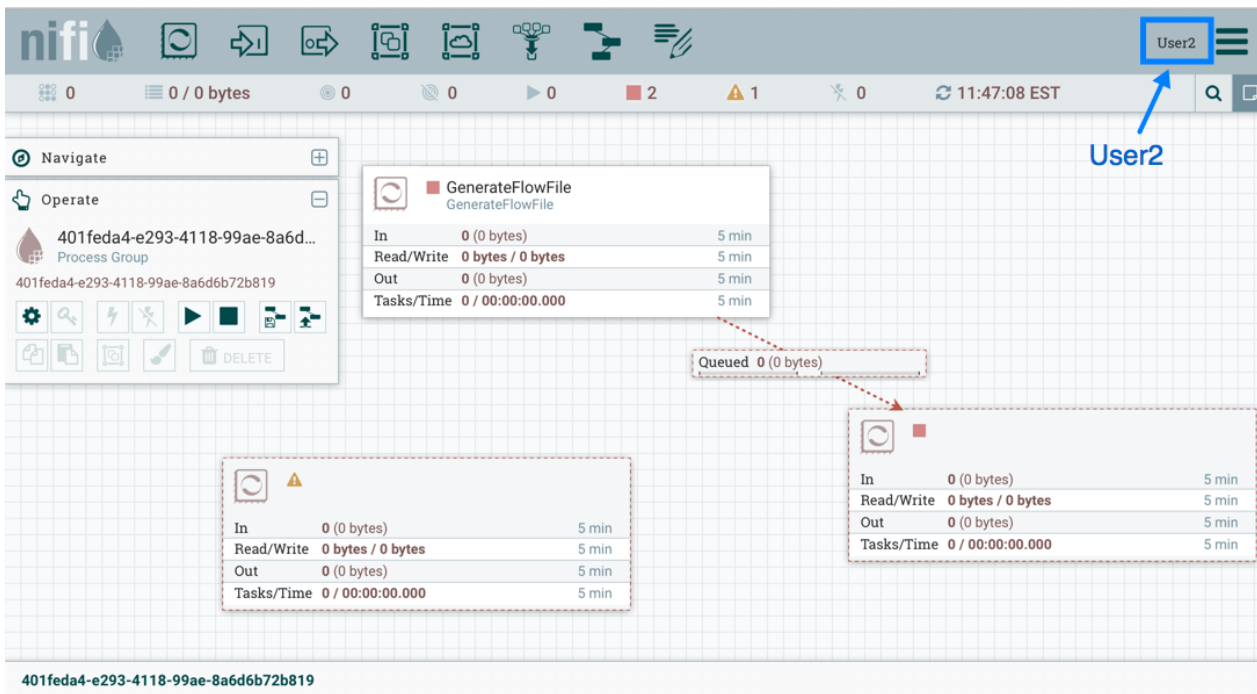 nifi User2
0 0 / 0 bytes 0 0 0 2 1 0 11:47:08 EST
User2
Navigate
Operate
401feda4-e293-4118-99ae-8a6d...
Process Group
401feda4-e293-4118-99ae-8a6d6b72b819
DELETE
GenerateFlowFile
GenerateFlowFile
In 0 (0 bytes) 5 min
Read/Write 0 bytes / 0 bytes 5 min
Out 0 (0 bytes) 5 min
Tasks/Time 0 / 00:00:00.000 5 min
Queued 0 (0 bytes)
In 0 (0 bytes) 5 min
Read/Write 0 bytes / 0 bytes 5 min
Out 0 (0 bytes) 5 min
Tasks/Time 0 / 00:00:00.000 5 min
In 0 (0 bytes) 5 min
Read/Write 0 bytes / 0 bytes 5 min
Out 0 (0 bytes) 5 min
Tasks/Time 0 / 00:00:00.000 5 min
401feda4-e293-4118-99ae-8a6d6b72b819